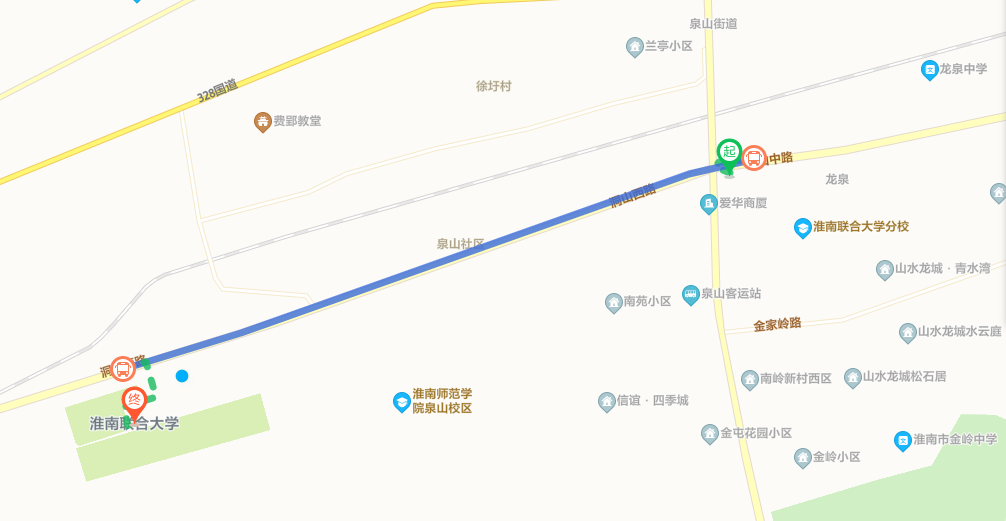 泉山街道
兰亭小区
龙泉中学
徐圩村
328国道
费郢教堂
起
山中路
龙泉
洞山西路
爱华商厦
淮南联合大学分校
泉山社区
山水龙城·青水湾
南苑小区
泉山客运站
金家岭路
山水龙城水云庭
洞
路
南岭新村西区
山水龙城松石居
终
淮南师范学
院泉山校区
信谊·四季城
淮南联合大学
金屯花园小区
淮南市金岭中学
金岭小区